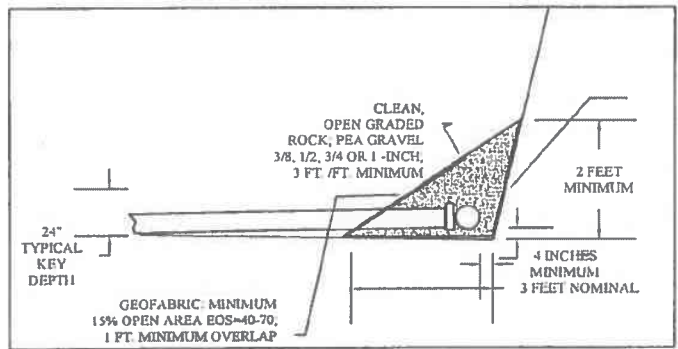 CLEAN,
OPEN GRADED
ROCK, PEA GRAVEL
3/8, 1/2, 3/4 OR 1 -INCH,
3 FT. /FT. MINIMUM
2 FEET
MINIMUM
24"
TYPICAL
KEY
DEPTH
4 INCHES
MINIMUM
3 FEET NOMINAL
GEOFABRIC: MINIMUM
15% OPEN AREA EOS=40-70,
1 FT. MINIMUM OVERLAP